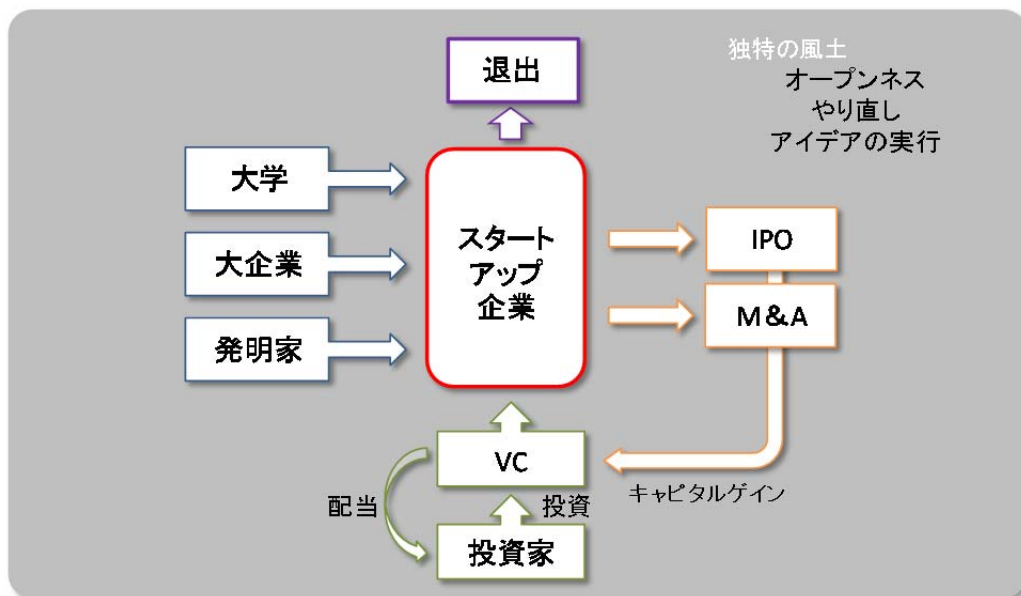 独特の風土
オープンネス
やり直し
アイデアの実行
退出
大学
大企業
発明家
スタート
アップ
企業
IPO
M&A
VC
キャピタルゲイン
配当
投資
投資家